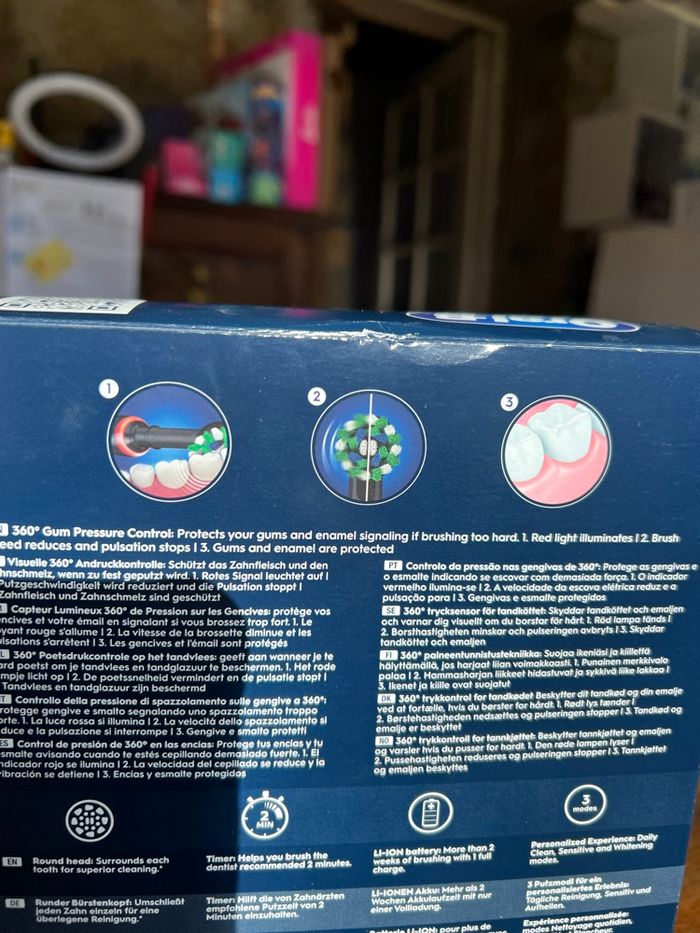 1
2
3
360° Gum Pressure Control: Protects your gums and enamel signaling if brushing too hard. 1. Red light illuminates | 2. Brush
eed reduces and pulsation stops | 3. Gums and enamel are protected
Visuelle 360° Andruckkontrolle: Schützt das Zahnfleisch und den
hnschmelz, wenn zu fest geputzt wird. 1. Rotes Signal leuchtet auf |
Putzgeschwindigkeit wird reduziert und die Pulsation stoppt |
Zahnfleisch und Zahnschmelz sind geschützt
Capteur Lumineux 360° de Pression sur les Gencives: protège vos
encives et votre émail en signalant si vous brossez trop fort. 1. Le
oyant rouge s'allume | 2. La vitesse de la brossette diminue et les
ulsations s'arrêtent | 3. Les gencives et l'émail sont protégés
360° Poetsdrukcontrole op het tandvlees: geeft aan wanneer je te
ard poetst om je tandvlees en tandglazuur te beschermen. 1. Het rode
mpje licht op | 2. De poetssnelheid vermindert en de pulsatie stopt |
Tandvlees en tandglazuur zijn beschermd
Controllo della pressione di spazzolamento sulle gengive a 360°:
rotegge gengive e smalto segnalando uno spazzolamento troppo
orte. 1. La luce rossa si illumina | 2. La velocità dello spazzolamento si
duce e la pulsazione si interrompe | 3. Gengive e smalto protetti
ES Control de presión de 360° en las encías: Protege tus encías y tu
smalte avisando cuando te estés cepillando demasiado fuerte. 1. El
ndicador rojo se ilumina | 2. La velocidad del cepillado se reduce y la
ibración se detiene | 3. Encías y esmalte protegidos
PT Controlo da pressão nas gengivas de 360°: Protege as gengivas e
o esmalte indicando se escovar com demasiada força. 1. O indicador
vermelho ilumina-se | 2. A velocidade da escova elétrica reduz e a
pulsação para | 3. Gengivas e esmalte protegidos
SE 360° trycksensor för tandköttet: Skyddar tandköttet och emaljen
och varnar dig visuellt om du borstar för hårt. 1. Röd lampa tänds |
2. Borsthastigheten minskar och pulseringen avbryts | 3. Skyddar
tandköttet och emaljen
FI 360° paineentunnistustekniikka: Suojaa ikeniäsi ja kiillettä
hälyttämällä, jos harjaat liian voimakkaasti. 1. Punainen merkkivalo
palaa | 2. Hammasharjan liikkeet hidastuvat ja sykkivä liike lakkaa |
3. Ikenet ja kiille ovat suojatut
DK 360° trykkontrol for tandkødet Beskytter dit tandkød og din emalje
ved at fortælle, hvis du børster for hårdt. 1. Rødt lys tænder |
2. Børstehastigheden nedsættes og pulseringen stopper | 3. Tandkød og
emalje er beskyttet
NO 360° trykkontroll for tannkjøttet: Beskytter tannkjøttet og emaljen
og varsler hvis du pusser for hardt. 1. Den røde lampen lyser |
2. Pussehastigheten reduseres og pulseringen stopper | 3. Tannkjøttet
og emaljen beskyttes
2
MIN
3
modes
EN Round head: Surrounds each
tooth for superior cleaning.*
Timer: Helps you brush the
dentist recommended 2 minutes.
LI-ION battery: More than 2
weeks of brushing with 1 full
charge.
Personalized Experience: Daily
Clean, Sensitive and Whitening
modes.
DE Runder Bürstenkopf: Umschließt
jeden Zahn einzeln für eine
überlegene Reinigung.*
Timer: Hilft die von Zahnärzten
empfohlene Putzzeit von 2
Minuten einzuhalten.
LI-IONEN Akku: Mehr als 2
Wochen Akkulaufzeit mit nur
einer Vollladung.
3 Putzmodi für ein
personalisiertes Erlebnis:
Tägliche Reinigung, Sensitiv und
Aufhellen.
pour plus de
Expérience personnalisée:
modes Nettoyage quotidien,